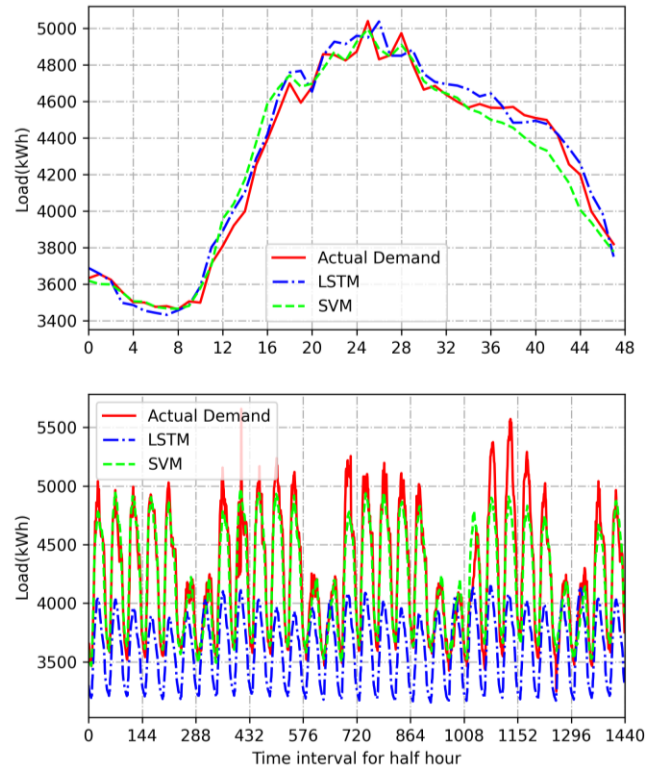 5000
4800
4600
4400
4200
4000
3800
3600
3400
Load(kWh)
Actual Demand
LSTM
SVM
0 4 8 12 16 20 24 28 32 36 40 44 48
5500
5000
4500
4000
3500
Load(kWh)
Actual Demand
LSTM
SVM
0 144 288 432 576 720 864 1008 1152 1296 1440
Time interval for half hour